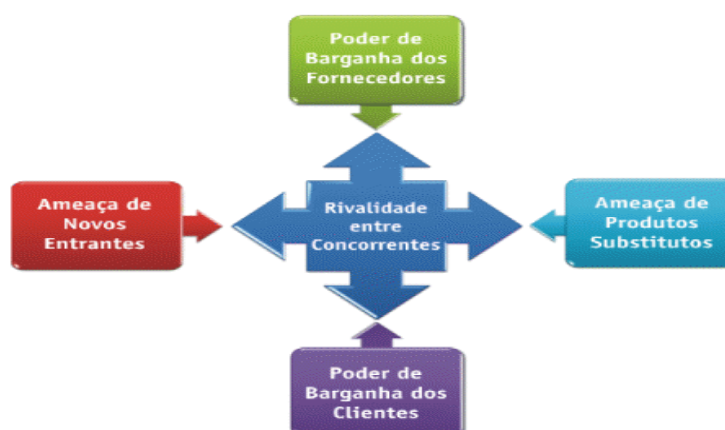 Poder de
Barganha dos
Fornecedores
Ameaça de
Novos
Entrantes
Rivalidade
entre
Concorrentes
Ameaça de
Produtos
Substitutos
Poder de
Barganha dos
Clientes